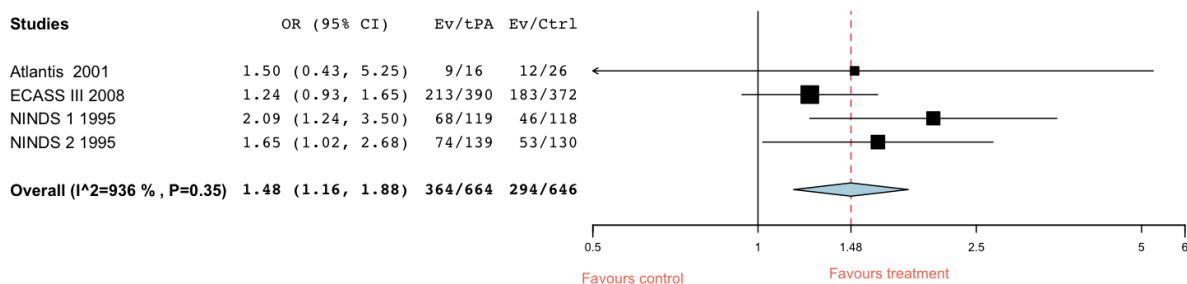 Studies OR (95% CI) Ev/tPA Ev/Ctrl
Atlantis 2001 1.50 (0.43, 5.25) 9/16 12/26
ECASS III 2008 1.24 (0.93, 1.65) 213/390 183/372
NINDS 1 1995 2.09 (1.24, 3.50) 68/119 46/118
NINDS 2 1995 1.65 (1.02, 2.68) 74/139 53/130
Overall (I^2=936 % , P=0.35) 1.48 (1.16, 1.88) 364/664 294/646
0.5 1 1.48 2.5 5 6
Favours control Favours treatment